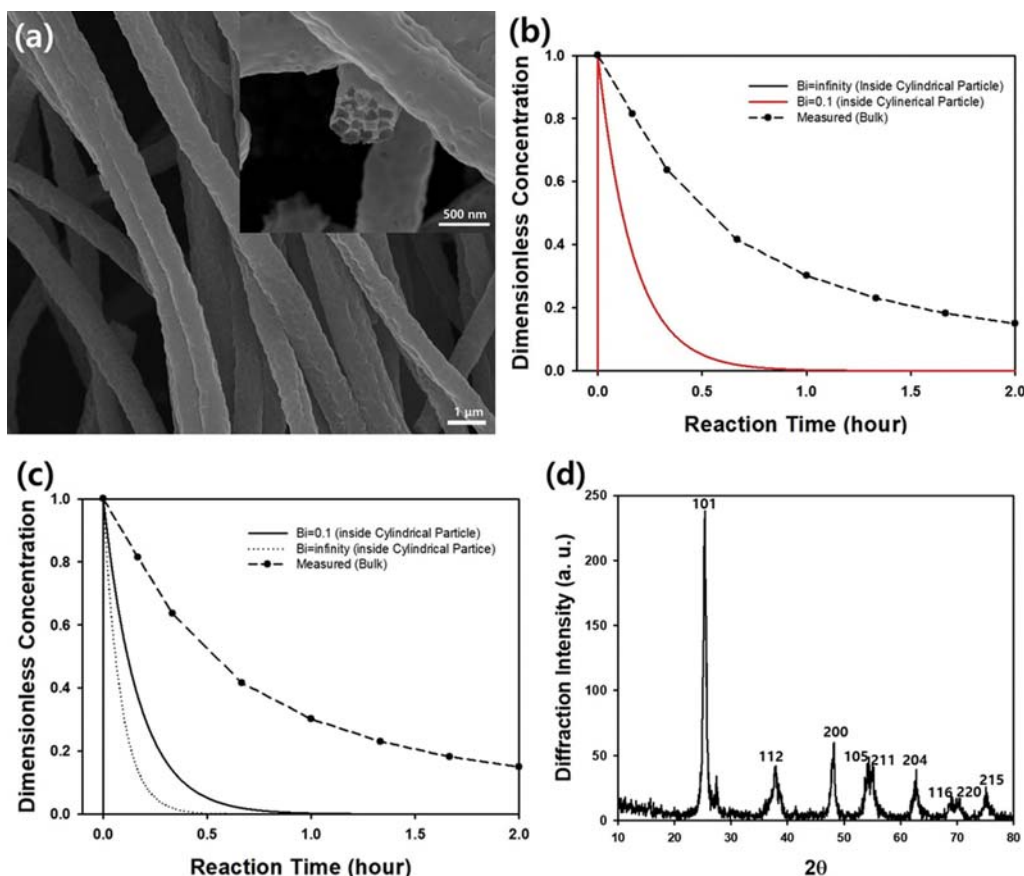 (a)
500 nm
1 μm
(b)
Dimensionless Concentration
1.0
0.8
0.6
0.4
0.2
0.0
Bi=infinity (Inside Cylindrical Particle)
Bi=0.1 (inside Cylinerical Particle)
Measured (Bulk)
0.0 0.5 1.0 1.5 2.0
Reaction Time (hour)
(c)
Dimensionless Concentration
1.0
0.8
0.6
0.4
0.2
0.0
Bi=0.1 (inside Cylindrical Particle)
Bi=infinity (inside Cylindrical Partice)
Measured (Bulk)
0.0 0.5 1.0 1.5 2.0
Reaction Time (hour)
(d)
Diffraction Intensity (a. u.)
250
200
150
100
50
0
101
112
200
105
211
204
116
220
215
10 20 30 40 50 60 70 80
2θ